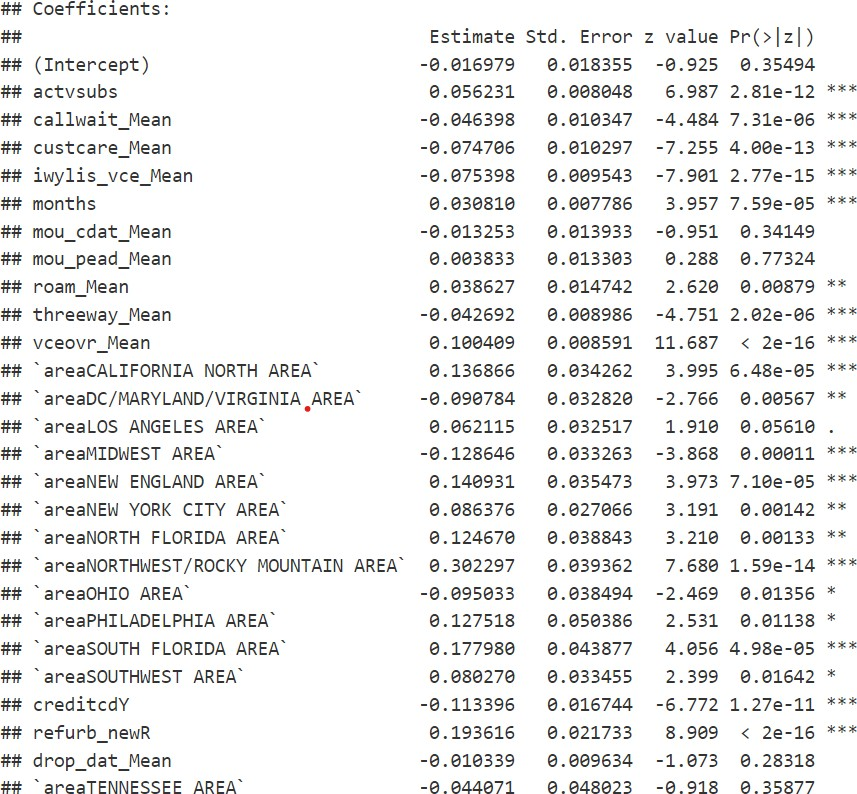 ## Coefficients:
##                                      Estimate Std. Error z value Pr(>|z|)
## (Intercept)                         -0.016979   0.018355  -0.925  0.35494
## actvsubs                             0.056231   0.008048   6.987 2.81e-12 ***
## callwait_Mean                       -0.046398   0.010347  -4.484 7.31e-06 ***
## custcare_Mean                       -0.074706   0.010297  -7.255 4.00e-13 ***
## iwylis_vce_Mean                     -0.075398   0.009543  -7.901 2.77e-15 ***
## months                               0.030810   0.007786   3.957 7.59e-05 ***
## mou_cdat_Mean                       -0.013253   0.013933  -0.951  0.34149
## mou_pead_Mean                        0.003833   0.013303   0.288  0.77324
## roam_Mean                            0.038627   0.014742   2.620  0.00879 **
## threeway_Mean                       -0.042692   0.008986  -4.751 2.02e-06 ***
## vceovr_Mean                          0.100409   0.008591  11.687  < 2e-16 ***
## `areaCALIFORNIA NORTH AREA`          0.136866   0.034262   3.995 6.48e-05 ***
## `areaDC/MARYLAND/VIRGINIA AREA`     -0.090784   0.032820  -2.766  0.00567 **
## `areaLOS ANGELES AREA`               0.062115   0.032517   1.910  0.05610 .
## `areaMIDWEST AREA`                  -0.128646   0.033263  -3.868  0.00011 ***
## `areaNEW ENGLAND AREA`               0.140931   0.035473   3.973 7.10e-05 ***
## `areaNEW YORK CITY AREA`             0.086376   0.027066   3.191  0.00142 **
## `areaNORTH FLORIDA AREA`             0.124670   0.038843   3.210  0.00133 **
## `areaNORTHWEST/ROCKY MOUNTAIN AREA`  0.302297   0.039362   7.680 1.59e-14 ***
## `areaOHIO AREA`                     -0.095033   0.038494  -2.469  0.01356 *
## `areaPHILADELPHIA AREA`              0.127518   0.050386   2.531  0.01138 *
## `areaSOUTH FLORIDA AREA`             0.177980   0.043877   4.056 4.98e-05 ***
## `areaSOUTHWEST AREA`                 0.080270   0.033455   2.399  0.01642 *
## creditcdY                           -0.113396   0.016744  -6.772 1.27e-11 ***
## refurb_newR                          0.193616   0.021733   8.909  < 2e-16 ***
## drop_dat_Mean                       -0.010339   0.009634  -1.073  0.28318
## `areaTENNESSEE AREA`                -0.044071   0.048023  -0.918  0.35877